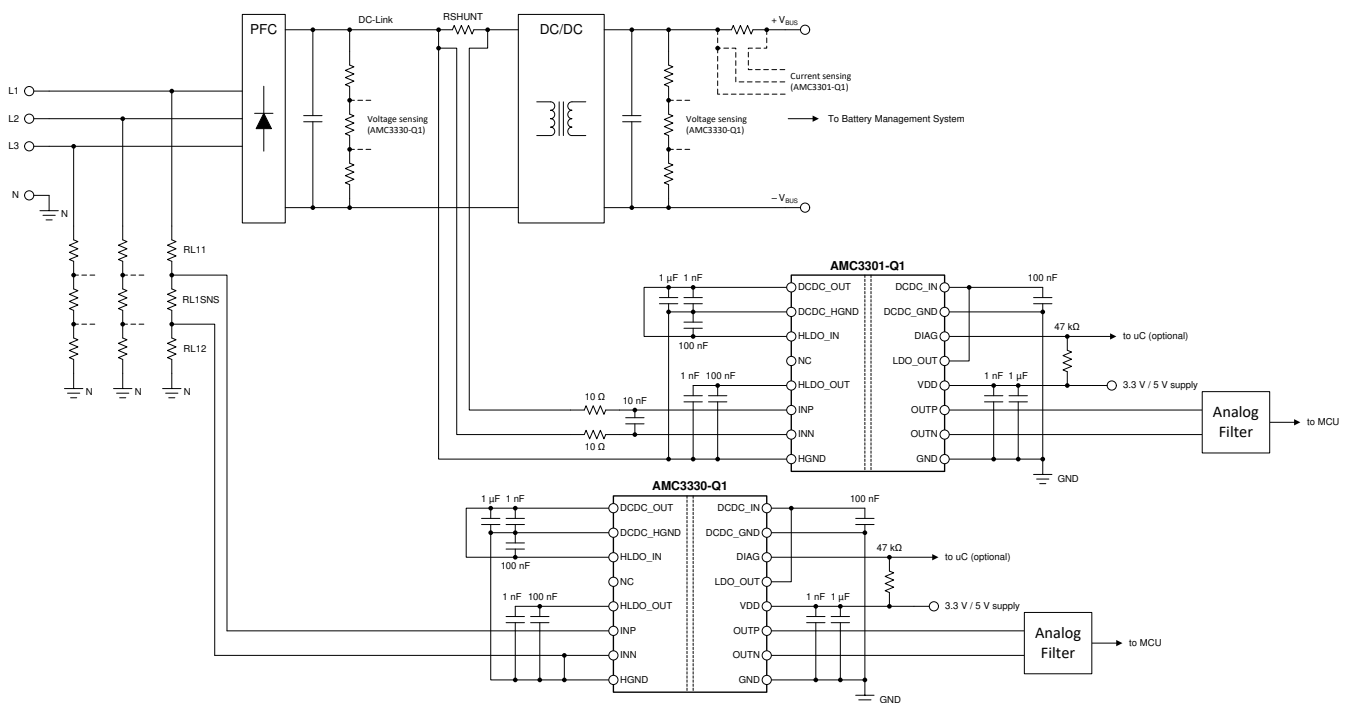 PFC
DC-Link
RSHUNT
DC/DC
+ VBUS
Current sensing
(AMC3301-Q1)
L1
L2
L3
N
N
Voltage sensing
(AMC3330-Q1)
Voltage sensing
(AMC3330-Q1)
To Battery Management System
– VBUS
RL11
RL1SNS
RL12
N
N
N
AMC3301-Q1
1 µF
1 nF
100 nF
DCDC_OUT
DCDC_HGND
HLDO_IN
NC
HLDO_OUT
INP
INN
HGND
DCDC_IN
DCDC_GND
DIAG
LDO_OUT
VDD
OUTP
OUTN
GND
1 nF
100 nF
10 Ω
10 nF
10 Ω
100 nF
47 kΩ
to uC (optional)
1 nF
1 µF
3.3 V / 5 V supply
Analog
Filter
to MCU
GND
AMC3330-Q1
1 µF
1 nF
100 nF
DCDC_OUT
DCDC_HGND
HLDO_IN
NC
HLDO_OUT
INP
INN
HGND
DCDC_IN
DCDC_GND
DIAG
LDO_OUT
VDD
OUTP
OUTN
GND
1 nF
100 nF
100 nF
47 kΩ
to uC (optional)
1 nF
1 µF
3.3 V / 5 V supply
Analog
Filter
to MCU
GND